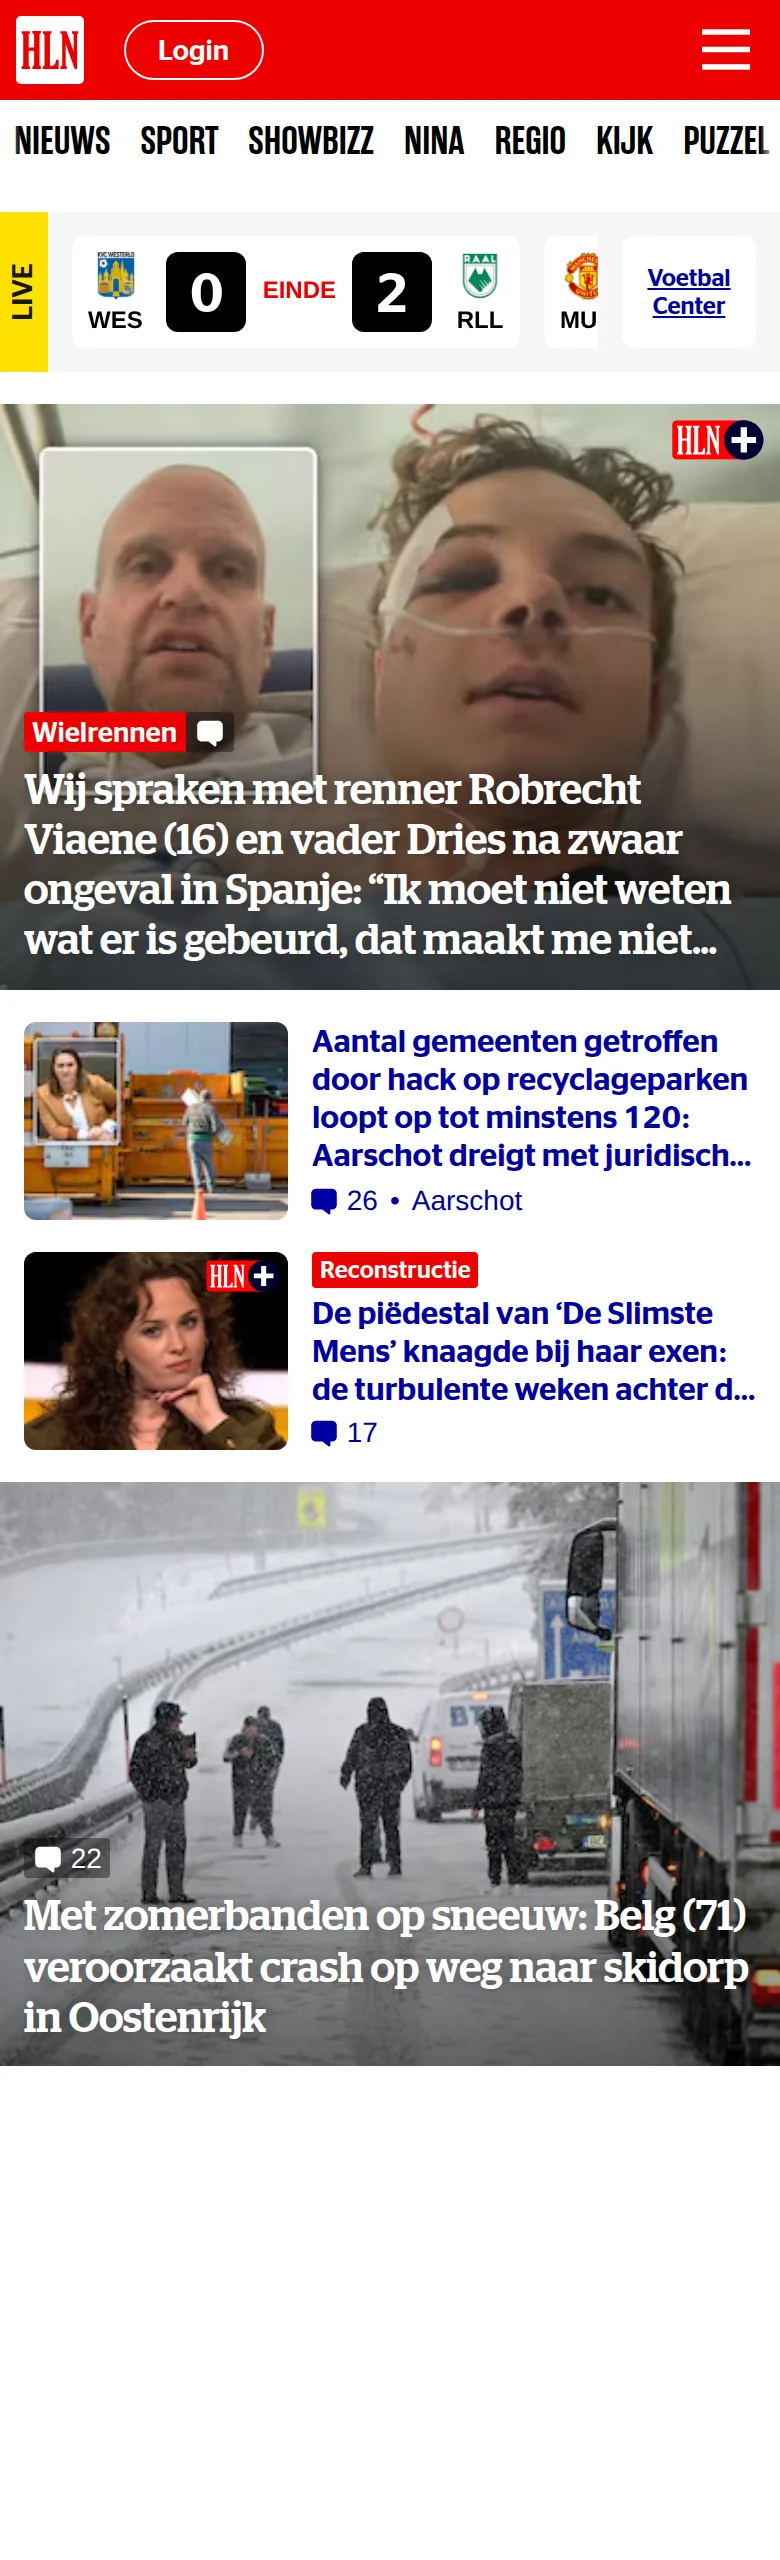 HLN
Login
NIEUWS SPORT SHOWBIZZ NINA REGIO KIJK PUZZEL
LIVE
KVC WESTERLO
WES
0
EINDE
2
RAAL
RLL
MU
Voetbal
Center
HLN+
Wielrennen
Wij spraken met renner Robrecht
Viaene (16) en vader Dries na zwaar
ongeval in Spanje: “Ik moet niet weten
wat er is gebeurd, dat maakt me niet...
Aantal gemeenten getroffen
door hack op recyclageparken
loopt op tot minstens 120:
Aarschot dreigt met juridisch...
26 • Aarschot
HLN+
Reconstructie
De piëdestal van ‘De Slimste
Mens’ knaagde bij haar exen:
de turbulente weken achter d...
17
BT
22
Met zomerbanden op sneeuw: Belg (71)
veroorzaakt crash op weg naar skidorp
in Oostenrijk